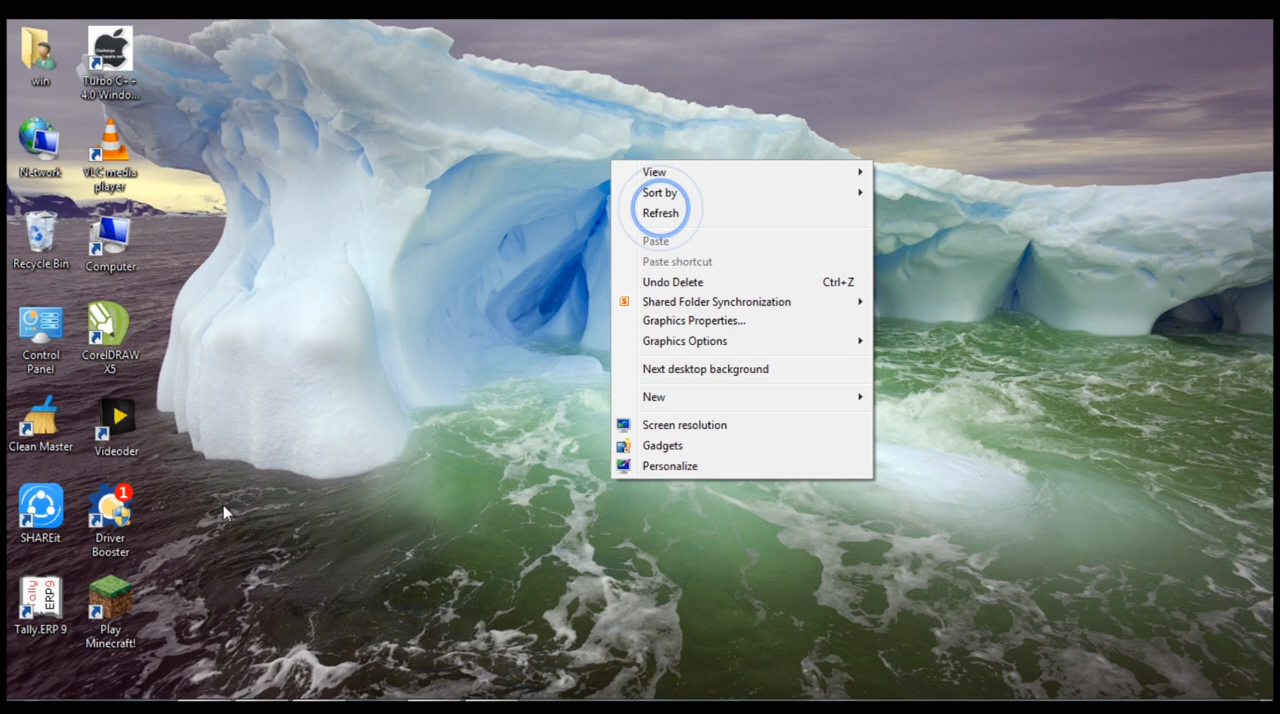 win
Turbo C++
4.0 Windo...
Network
VLC media
player
Recycle Bin
Computer
Control
Panel
CorelDRAW
X5
Clean Master
Videoder
SHAREit
1
Driver
Booster
Tally
ERP9
Tally.ERP 9
Play
Minecraft!
View
Sort by
Refresh
Paste
Paste shortcut
Undo Delete Ctrl+Z
S Shared Folder Synchronization
Graphics Properties...
Graphics Options
Next desktop background
New
Screen resolution
Gadgets
Personalize